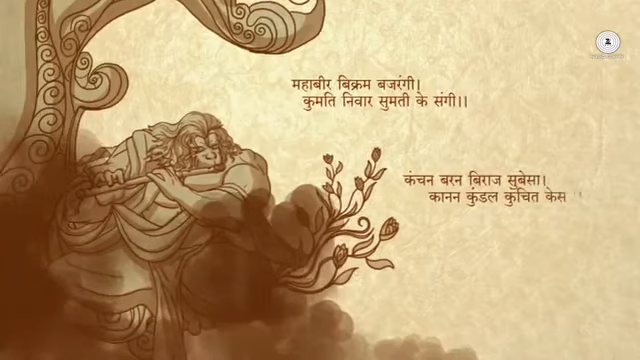 महाबीर बिक्रम बजरंगी।
कुमति निवार सुमती के संगी।।
कंचन बरन बिराज सुबेसा।
कानन कुंडल कुंचित केस